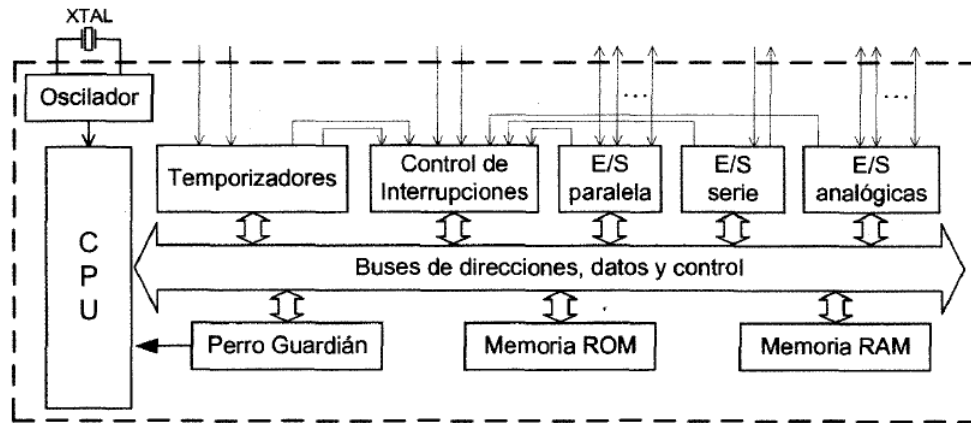 XTAL
Oscilador
CPU
Temporizadores
Control de
Interrupciones
E/S
paralela
E/S
serie
E/S
analógicas
Buses de direcciones, datos y control
Perro Guardián
Memoria ROM
Memoria RAM